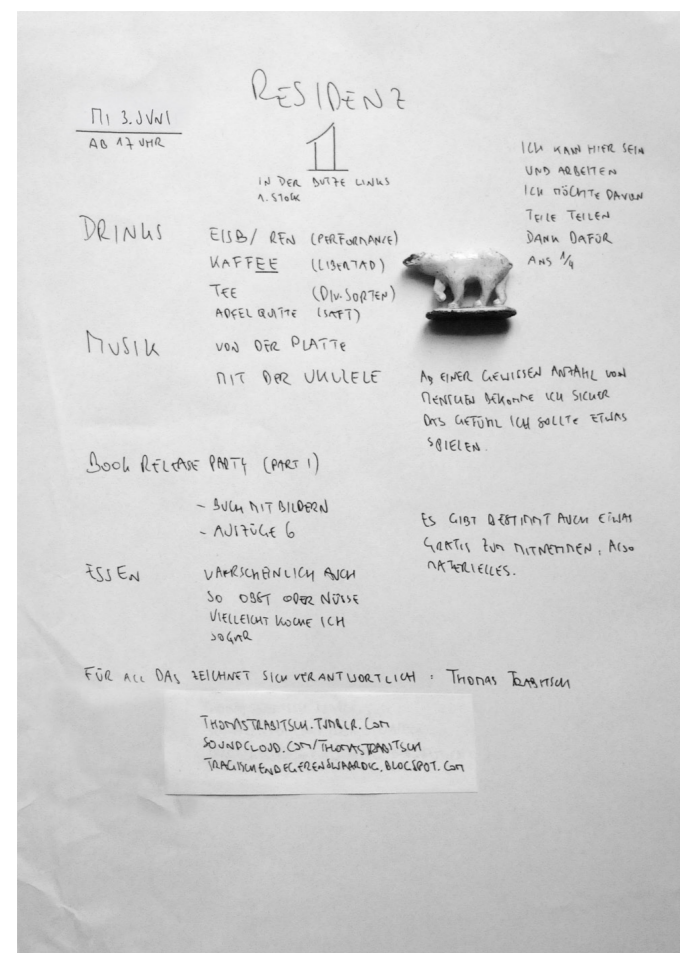 RESIDENZ
MI 3. JUNI
AB 17 UHR
1
IN DER BUTZE LINKS
1. STOCK
ICH KANN HIER SEIN
UND ARBEITEN
ICH MÖCHTE DAVON
TEILE TEILEN
DANK DAFÜR
ANS 1/4
DRINKS EISB/ REN (PERFORMANCE)
KAFFEE (LIBERTAD)
TEE (DIV. SORTEN)
APFEL QUITTE (SAFT)
MUSIK VON DER PLATTE
MIT DER UKULELE
AB EINER GEWISSEN ANZAHL VON
MENSCHEN BEKOMME ICH SICHER
DAS GEFÜHL ICH SOLLTE ETWAS
SPIELEN.
BOOK RELEASE PARTY (PART 1)
- BUCH MIT BILDERN
- AUSZÜGE 6
ES GIBT BESTIMMT AUCH ETWAS
GRATIS ZUM MITNEHMEN, ALSO
MATERIELLES.
ESSEN WAHRSCHEINLICH AUCH
SO OBST ODER NÜSSE
VIELLEICHT KOCHE ICH
SOGAR
FÜR ALL DAS ZEICHNET SICH VERANTWORTLICH : THOMAS TRABITSCH
THOMASTRABITSCH.TUMBLR.COM
SOUNDCLOUD.COM/THOMASTRABITSCH